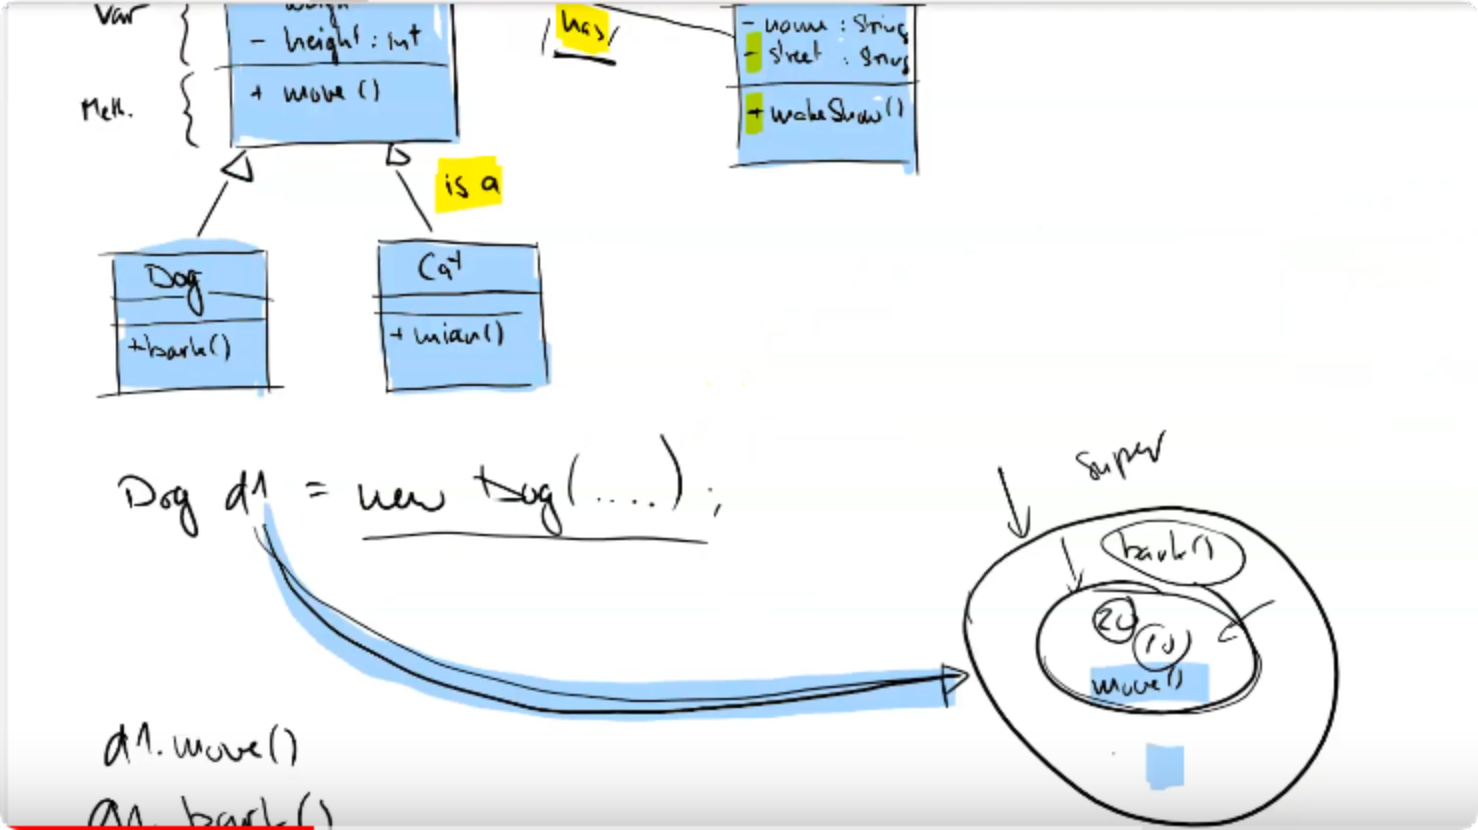 Var
- height : int
Meth.
+ move()
has
- name : String
- street : String
+ makeShow()
is a
Dog
+bark()
Cat
+ miau()
Dog d1 = new Dog(....);
super
bark()
20
10
move()
d1.move()
d1.bark()